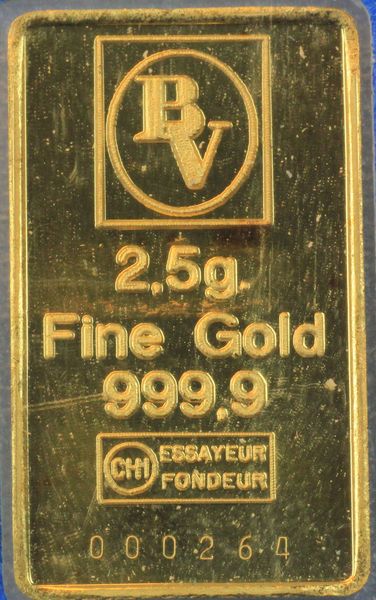 BV
2,5g.
Fine Gold
999,9
CHI ESSAYEUR
FONDEUR
000264